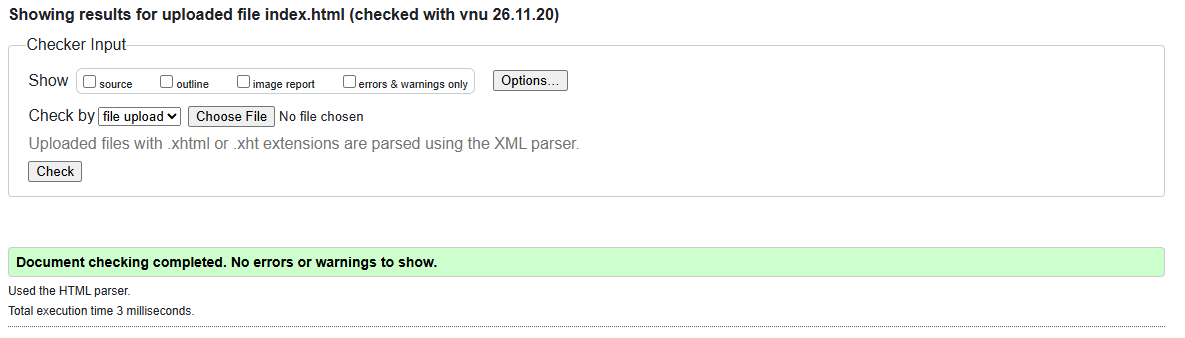 Showing results for uploaded file index.html (checked with vnu 26.11.20)
Checker Input
Show source outline image report errors & warnings only Options...
Check by file upload Choose File No file chosen
Uploaded files with .xhtml or .xht extensions are parsed using the XML parser.
Check
Document checking completed. No errors or warnings to show.
Used the HTML parser.
Total execution time 3 milliseconds.